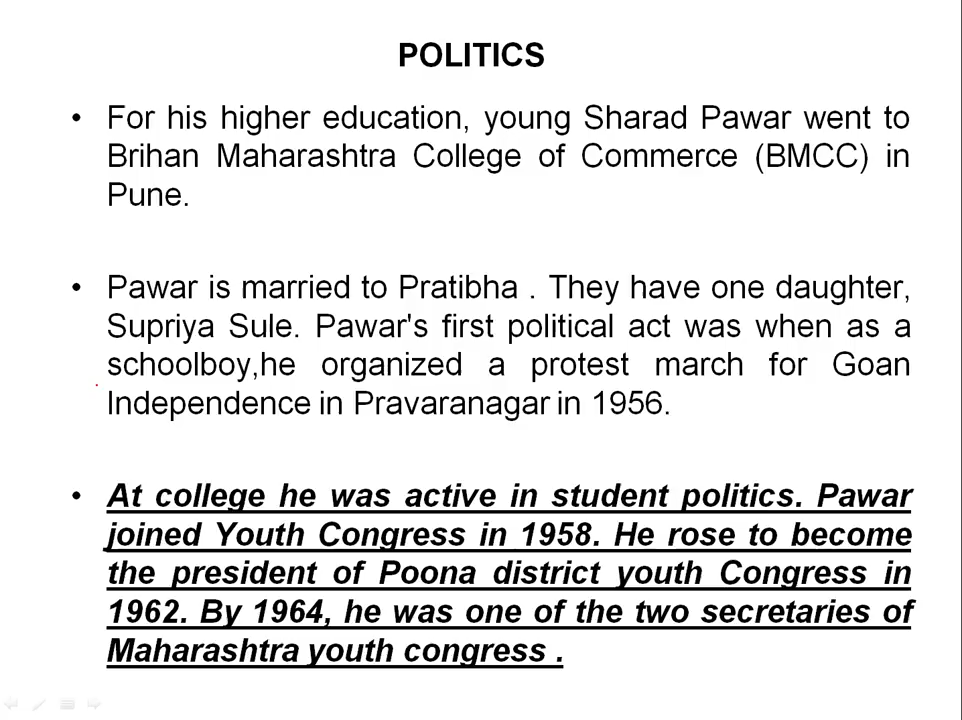 POLITICS
• For his higher education, young Sharad Pawar went to
Brihan Maharashtra College of Commerce (BMCC) in
Pune.
• Pawar is married to Pratibha . They have one daughter,
Supriya Sule. Pawar's first political act was when as a
schoolboy,he organized a protest march for Goan
Independence in Pravaranagar in 1956.
• At college he was active in student politics. Pawar
joined Youth Congress in 1958. He rose to become
the president of Poona district youth Congress in
1962. By 1964, he was one of the two secretaries of
Maharashtra youth congress .